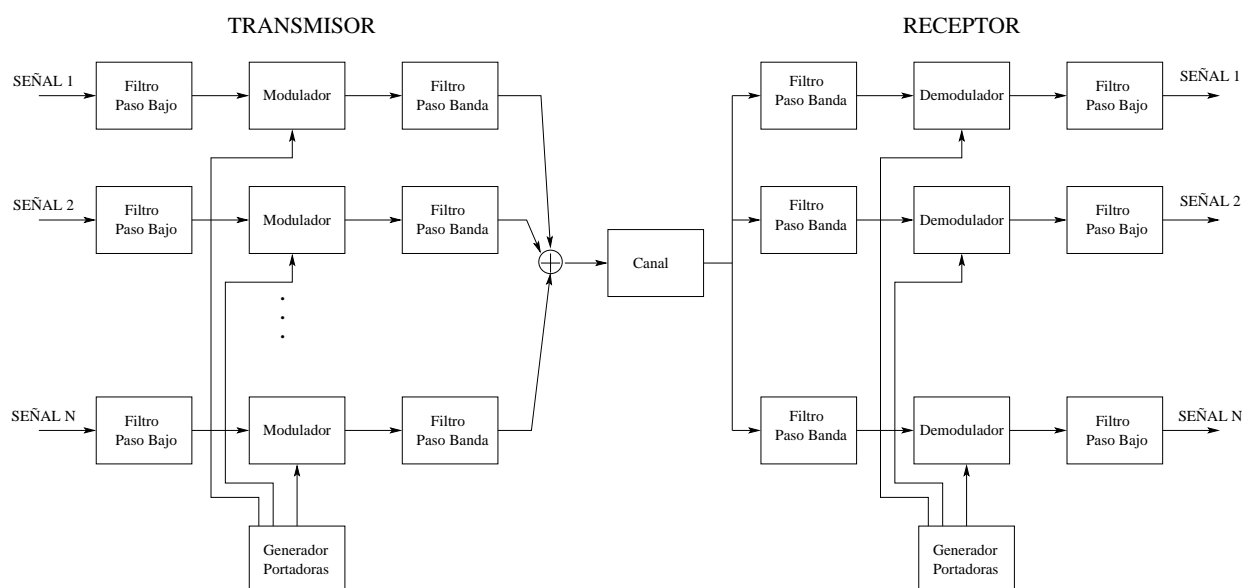 TRANSMISOR
RECEPTOR
SEÑAL 1
Filtro
Paso Bajo
Modulador
Filtro
Paso Banda
Filtro
Paso Banda
Demodulador
Filtro
Paso Bajo
SEÑAL 1
SEÑAL 2
Filtro
Paso Bajo
Modulador
Filtro
Paso Banda
Canal
Filtro
Paso Banda
Demodulador
Filtro
Paso Bajo
SEÑAL 2
SEÑAL N
Filtro
Paso Bajo
Modulador
Filtro
Paso Banda
Filtro
Paso Banda
Demodulador
Filtro
Paso Bajo
SEÑAL N
Generador
Portadoras
Generador
Portadoras